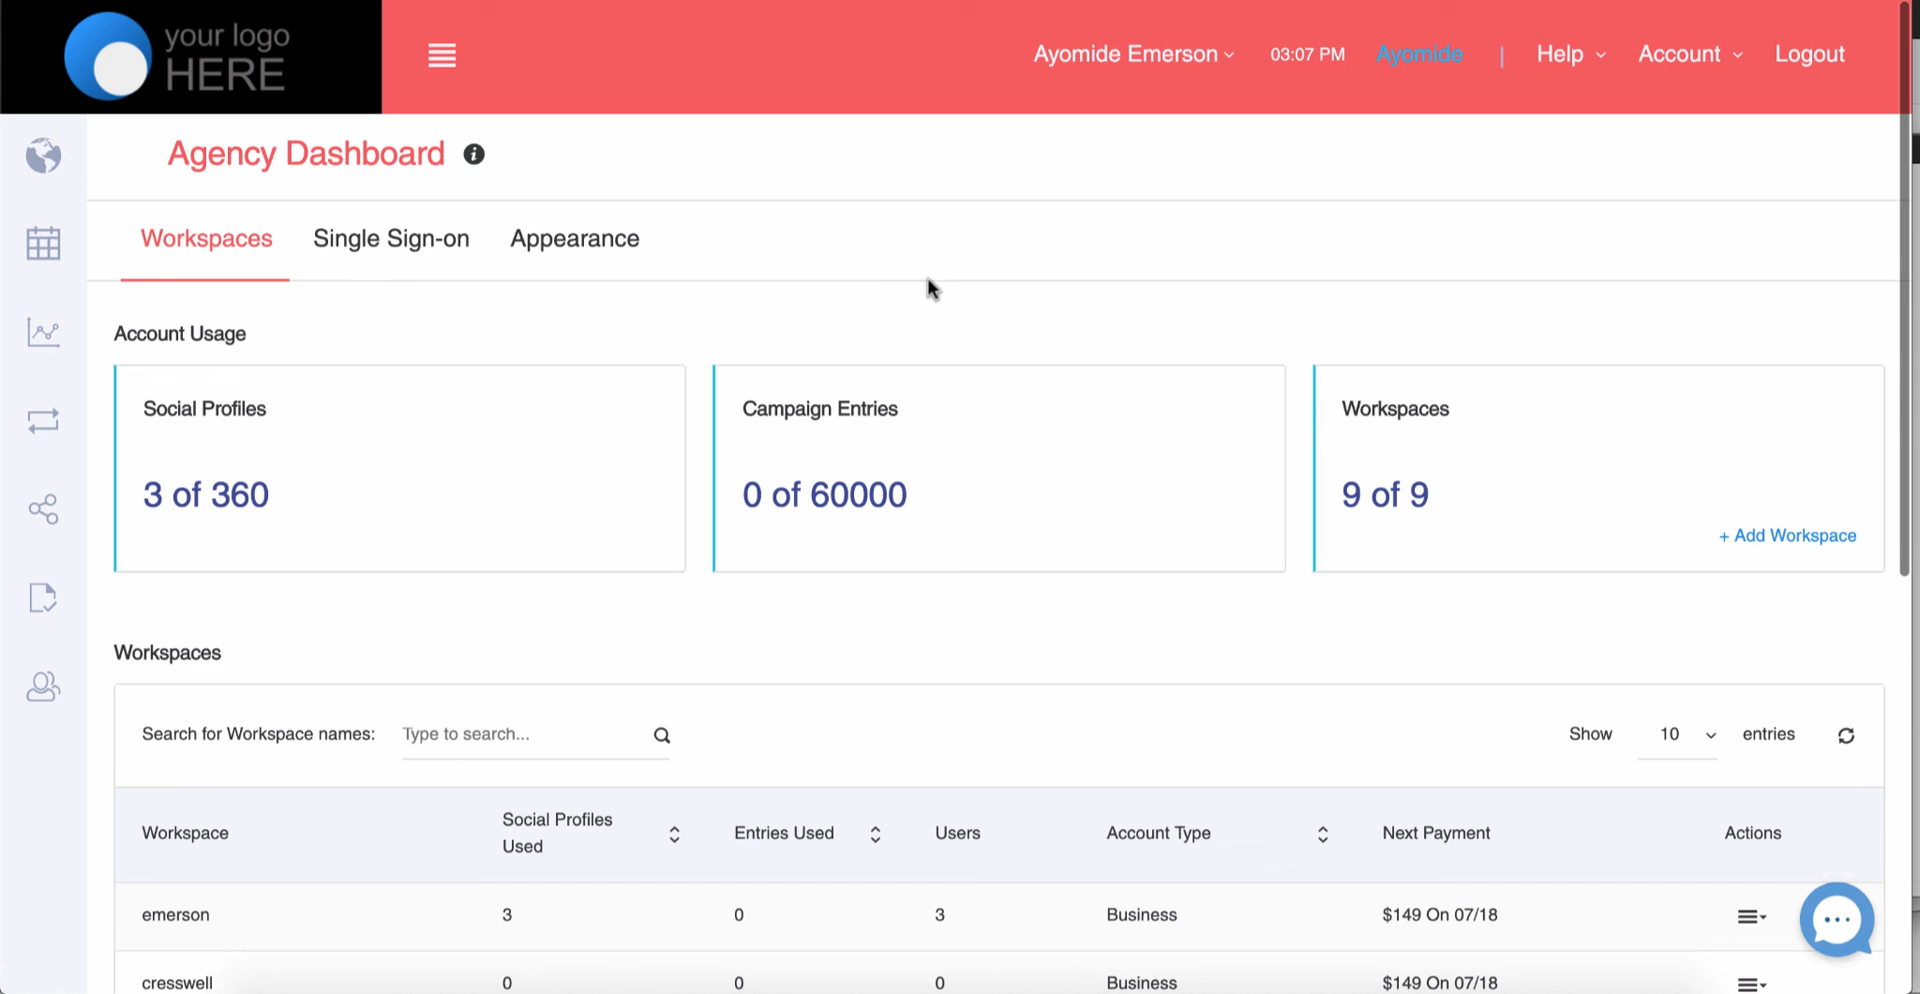 your logo
HERE
Ayomide Emerson
03:07 PM
Ayomide
|
Help
Account
Logout
Agency Dashboard
Workspaces
Single Sign-on
Appearance
Account Usage
Social Profiles
3 of 360
Campaign Entries
0 of 60000
Workspaces
9 of 9
+ Add Workspace
Workspaces
Search for Workspace names:
Type to search...
Show
10
entries
Workspace
Social Profiles
Used
Entries Used
Users
Account Type
Next Payment
Actions
emerson
3
0
3
Business
$149 On 07/18
cresswell
0
0
0
Business
$149 On 07/18